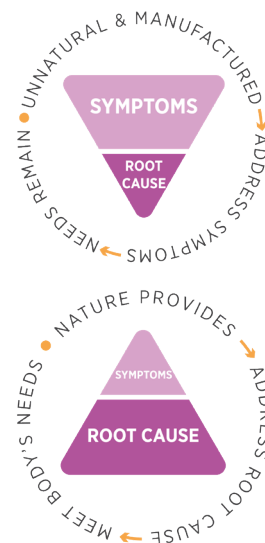 UNNATURAL & MANUFACTURED
ADDRESS SYMPTOMS
NEEDS REMAIN
SYMPTOMS
ROOT
CAUSE
NATURE PROVIDES
ADDRESS ROOT CAUSE
MEET BODY'S NEEDS
SYMPTOMS
ROOT CAUSE